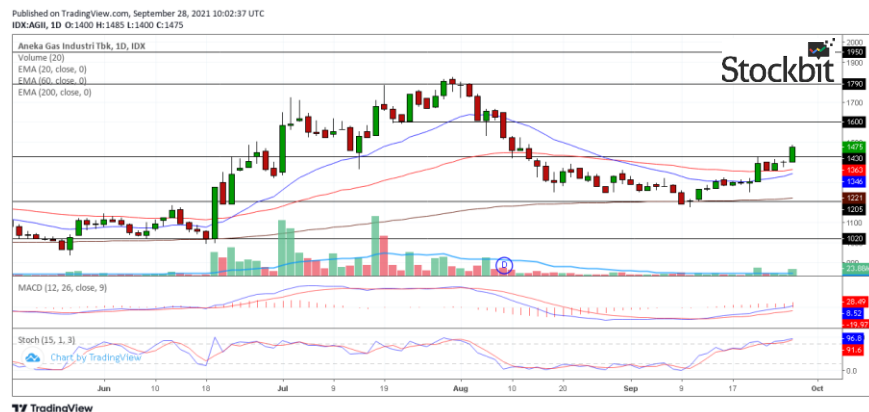 Published on TradingView.com, September 28, 2021 10:02:37 UTC
IDX:AGII, 1D O:1400 H:1485 L:1400 C:1475
Aneka Gas Industri Tbk, 1D, IDX
Volume (20)
EMA (20, close, 0)
EMA (60, close, 0)
EMA (200, close, 0)
Stockbit
2000
1950
1900
1790
1700
1600
1475
1430
1363
1346
1221
1205
1020
D
MACD (12, 26, close, 9)
28.49
8.52
-19.97
Stoch (15, 1, 3)
Chart by TradingView
96.8
91.6
0.0
Jun
10
18
Jul
9
19
Aug
10
20
Sep
9
17
Oct
TradingView